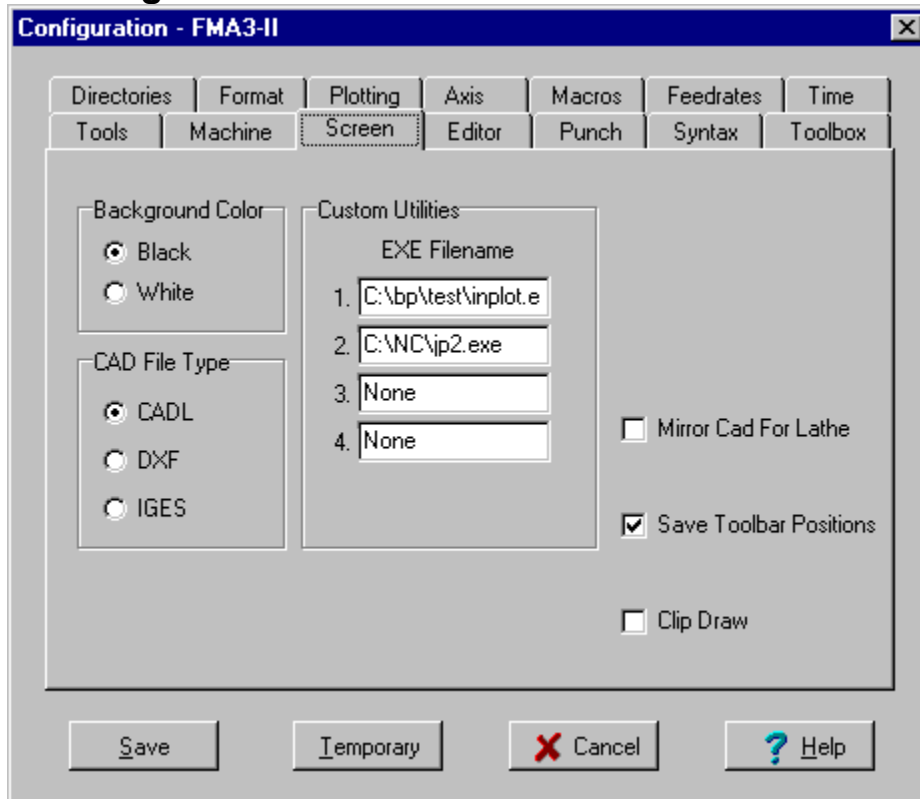 Configuration - FMA3-II
Directories Format Plotting Axis Macros Feedrates Time
Tools Machine Screen Editor Punch Syntax Toolbox
Background Color
Black
White
CAD File Type
CADL
DXF
IGES
Custom Utilities
EXE Filename
1. C:\bp\test\inplot.e
2. C:\NC\jp2.exe
3. None
4. None
Mirror Cad For Lathe
Save Toolbar Positions
Clip Draw
Save Temporary Cancel Help